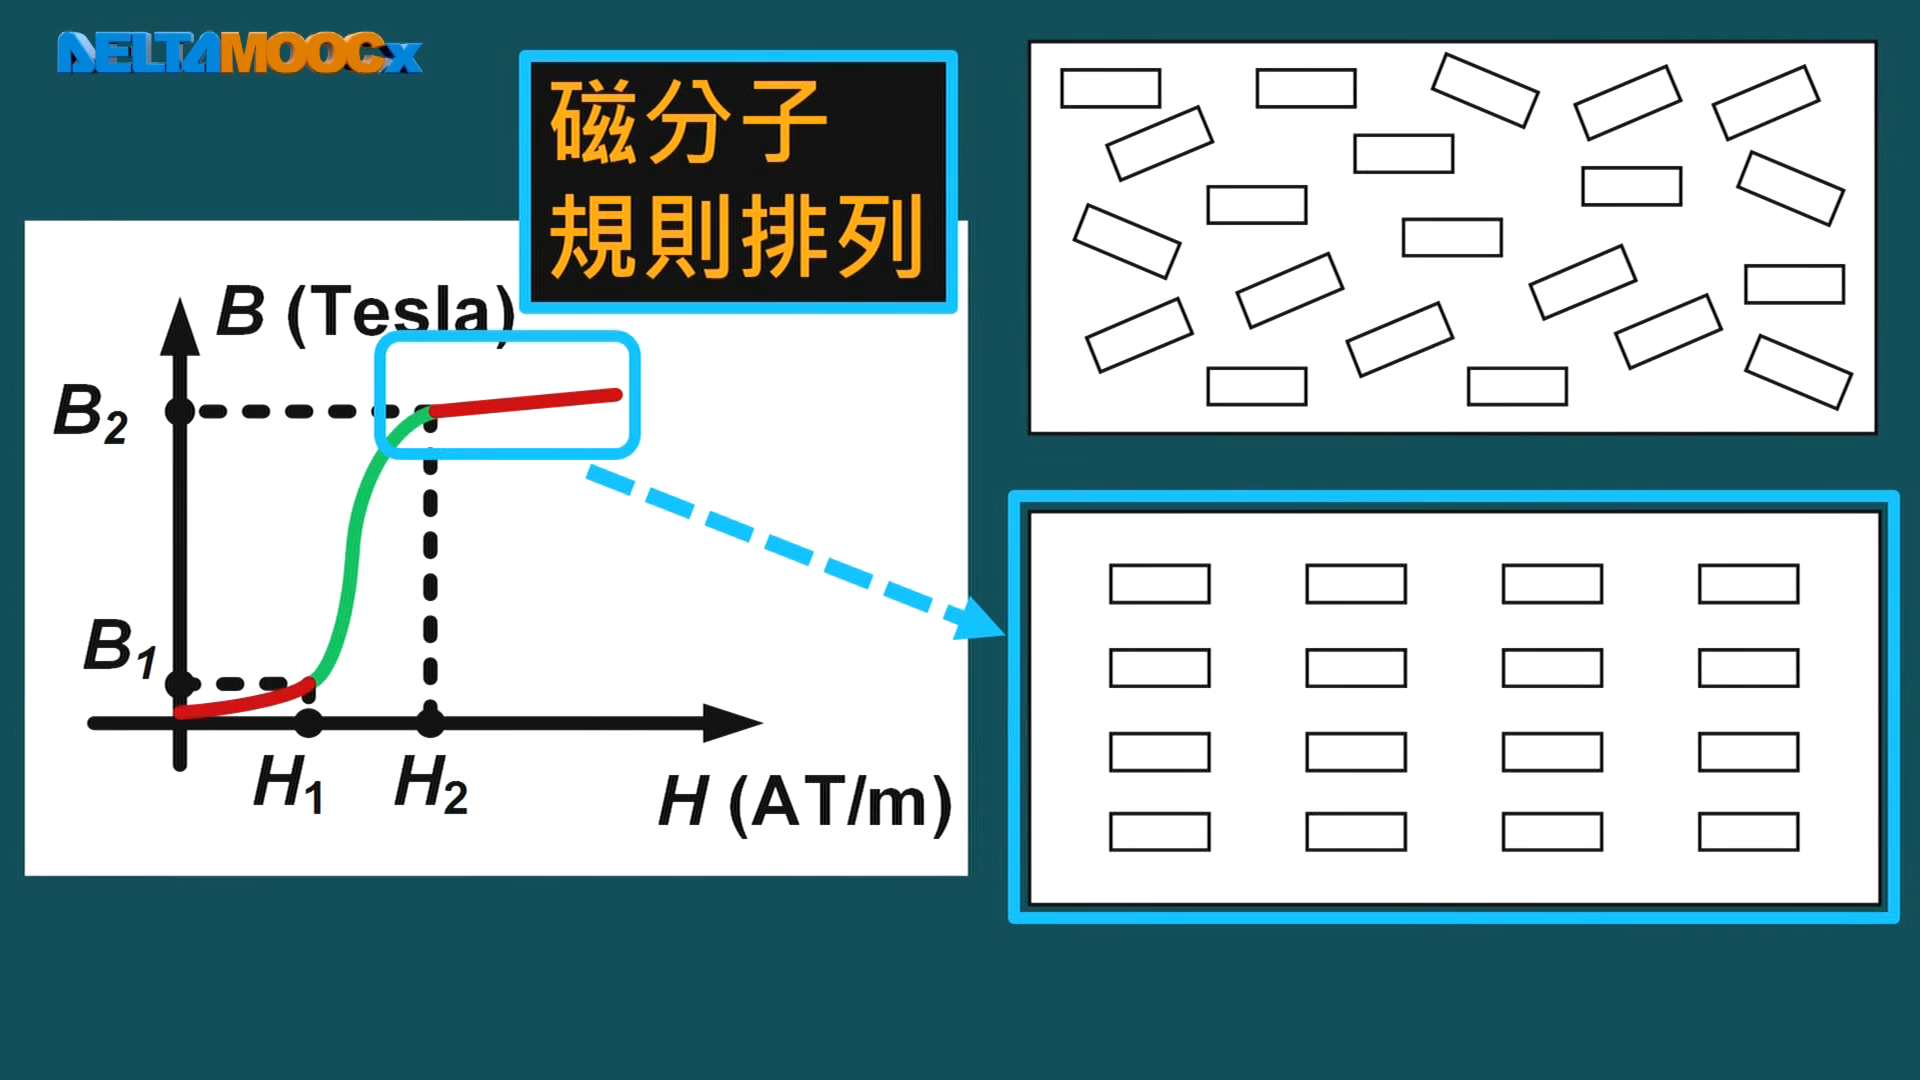 DELTAMOOCx
磁分子
規則排列
B (Tesla)
B2
B1
H1
H2
H (AT/m)